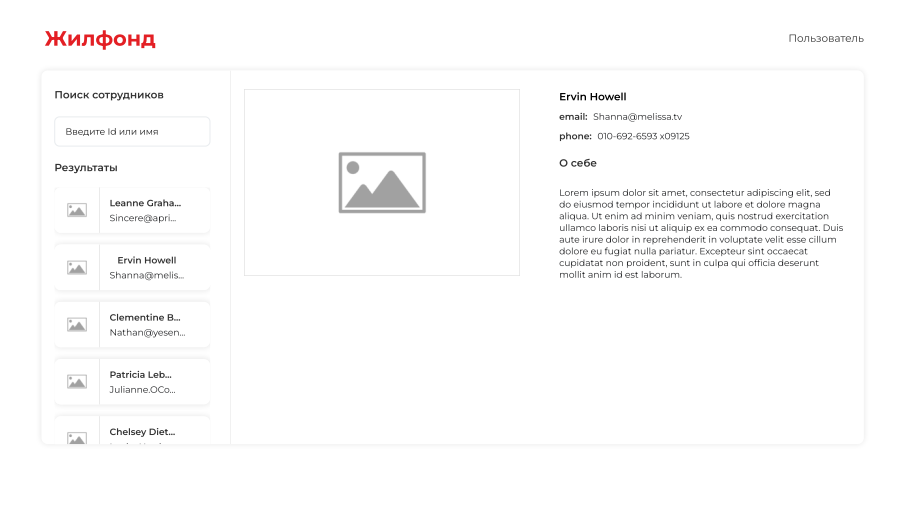 Жилфонд
Пользователь
Поиск сотрудников
Введите Id или имя
Результаты
Leanne Graha...
Sincere@apri...
Ervin Howell
Shanna@melis...
Clementine B...
Nathan@yesen...
Patricia Leb...
Julianne.OCo...
Chelsey Diet...
Ervin Howell
email: Shanna@melissa.tv
phone: 010-692-6593 x09125
О себе
Lorem ipsum dolor sit amet, consectetur adipiscing elit, sed
do eiusmod tempor incididunt ut labore et dolore magna
aliqua. Ut enim ad minim veniam, quis nostrud exercitation
ullamco laboris nisi ut aliquip ex ea commodo consequat. Duis
aute irure dolor in reprehenderit in voluptate velit esse cillum
dolore eu fugiat nulla pariatur. Excepteur sint occaecat
cupidatat non proident, sunt in culpa qui officia deserunt
mollit anim id est laborum.